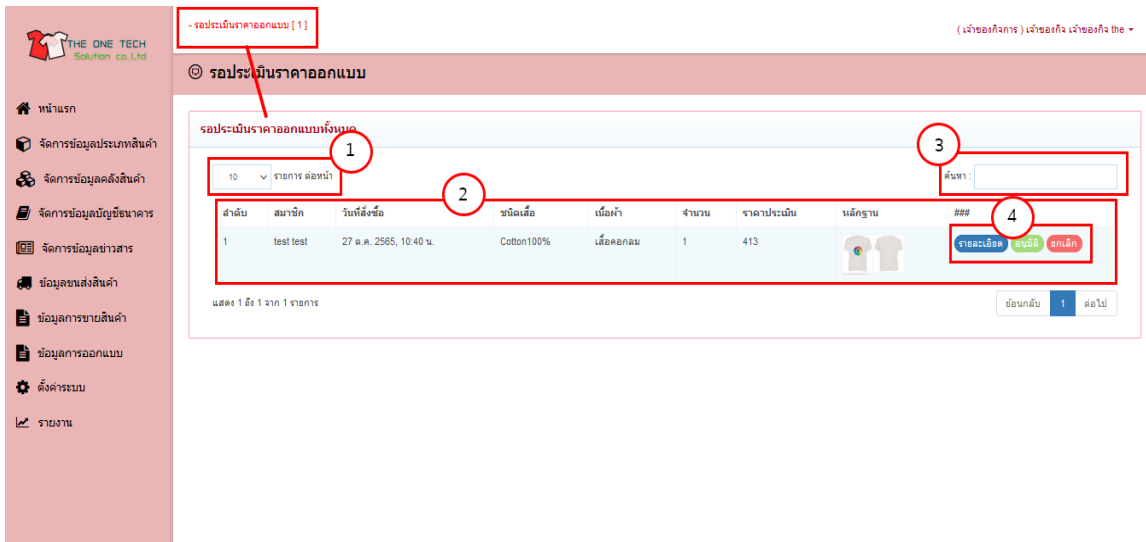 THE ONE TECH
Solution co,Ltd
- รอประเมินราคาออกแบบ [ 1 ]
( เจ้าของกิจการ ) เจ้าของกิจ เจ้าของกิจ the
รอประเมินราคาออกแบบ
หน้าแรก
จัดการข้อมูลประเภทสินค้า
จัดการข้อมูลคลังสินค้า
จัดการข้อมูลบัญชีธนาคาร
จัดการข้อมูลข่าวสาร
ข้อมูลขนส่งสินค้า
ข้อมูลการขายสินค้า
ข้อมูลการออกแบบ
ตั้งค่าระบบ
รายงาน
รอประเมินราคาออกแบบทั้งหมด
1
3
10 รายการ ต่อหน้า
ค้นหา :
2
4
ลำดับ สมาชิก วันที่สั่งซื้อ ชนิดเสื้อ เนื้อผ้า จำนวน ราคาประเมิน หลักฐาน ###
1 test test 27 ต.ค. 2565, 10:40 น. Cotton100% เสื้อคอกลม 1 413 รายละเอียด อนุมัติ ยกเลิก
แสดง 1 ถึง 1 จาก 1 รายการ
ย้อนกลับ 1 ต่อไป